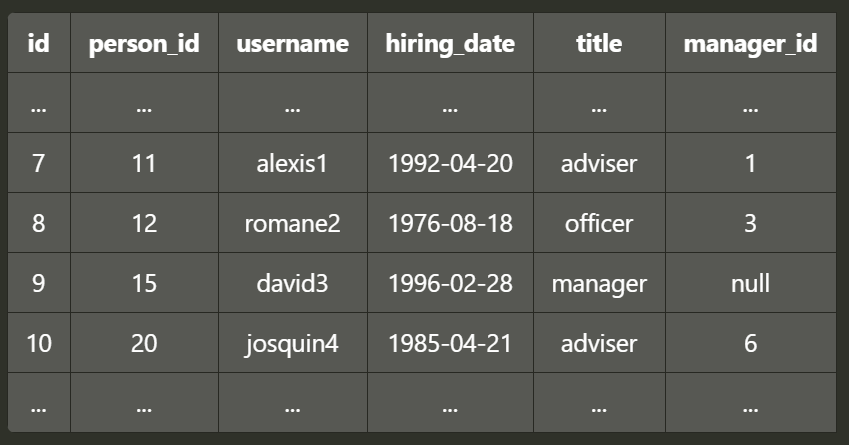 id person_id username hiring_date title manager_id
... ... ... ... ... ...
7 11 alexis1 1992-04-20 adviser 1
8 12 romane2 1976-08-18 officer 3
9 15 david3 1996-02-28 manager null
10 20 josquin4 1985-04-21 adviser 6
... ... ... ... ... ...